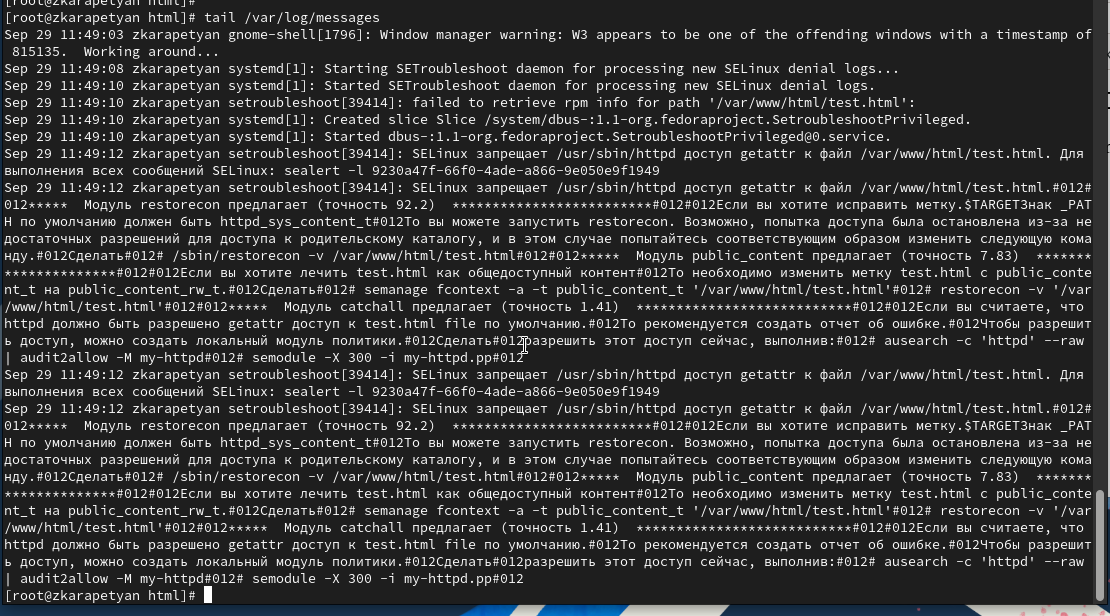 [root@zkarapetyan html]#
[root@zkarapetyan html]# tail /var/log/messages
Sep 29 11:49:03 zkarapetyan gnome-shell[1796]: Window manager warning: W3 appears to be one of the offending windows with a timestamp of
 815135.  Working around...
Sep 29 11:49:08 zkarapetyan systemd[1]: Starting SETroubleshoot daemon for processing new SELinux denial logs...
Sep 29 11:49:10 zkarapetyan systemd[1]: Started SETroubleshoot daemon for processing new SELinux denial logs.
Sep 29 11:49:10 zkarapetyan setroubleshoot[39414]: failed to retrieve rpm info for path '/var/www/html/test.html':
Sep 29 11:49:10 zkarapetyan systemd[1]: Created slice Slice /system/dbus-:1.1-org.fedoraproject.SetroubleshootPrivileged.
Sep 29 11:49:10 zkarapetyan systemd[1]: Started dbus-:1.1-org.fedoraproject.SetroubleshootPrivileged@0.service.
Sep 29 11:49:12 zkarapetyan setroubleshoot[39414]: SELinux запрещает /usr/sbin/httpd доступ getattr к файл /var/www/html/test.html. Для
выполнения всех сообщений SELinux: sealert -l 9230a47f-66f0-4ade-a866-9e050e9f1949
Sep 29 11:49:12 zkarapetyan setroubleshoot[39414]: SELinux запрещает /usr/sbin/httpd доступ getattr к файл /var/www/html/test.html.#012#
012*****  Модуль restorecon предлагает (точность 92.2)  *************************#012#012Если вы хотите исправить метку.$TARGETЗнак _PAT
H по умолчанию должен быть httpd_sys_content_t#012То вы можете запустить restorecon. Возможно, попытка доступа была остановлена из-за не
достаточных разрешений для доступа к родительскому каталогу, и в этом случае попытайтесь соответствующим образом изменить следующую кома
нду.#012Сделать#012# /sbin/restorecon -v /var/www/html/test.html#012#012*****  Модуль public_content предлагает (точность 7.83)  *******
**************#012#012Если вы хотите лечить test.html как общедоступный контент#012То необходимо изменить метку test.html с public_conte
nt_t на public_content_rw_t.#012Сделать#012# semanage fcontext -a -t public_content_t '/var/www/html/test.html'#012# restorecon -v '/var
/www/html/test.html'#012#012*****  Модуль catchall предлагает (точность 1.41)  **************************#012#012Если вы считаете, что
httpd должно быть разрешено getattr доступ к test.html file по умолчанию.#012То рекомендуется создать отчет об ошибке.#012Чтобы разрешит
ь доступ, можно создать локальный модуль политики.#012Сделать#012разрешить этот доступ сейчас, выполнив:#012# ausearch -c 'httpd' --raw
| audit2allow -M my-httpd#012# semodule -X 300 -i my-httpd.pp#012
Sep 29 11:49:12 zkarapetyan setroubleshoot[39414]: SELinux запрещает /usr/sbin/httpd доступ getattr к файл /var/www/html/test.html. Для
выполнения всех сообщений SELinux: sealert -l 9230a47f-66f0-4ade-a866-9e050e9f1949
Sep 29 11:49:12 zkarapetyan setroubleshoot[39414]: SELinux запрещает /usr/sbin/httpd доступ getattr к файл /var/www/html/test.html.#012#
012*****  Модуль restorecon предлагает (точность 92.2)  *************************#012#012Если вы хотите исправить метку.$TARGETЗнак _PAT
H по умолчанию должен быть httpd_sys_content_t#012То вы можете запустить restorecon. Возможно, попытка доступа была остановлена из-за не
достаточных разрешений для доступа к родительскому каталогу, и в этом случае попытайтесь соответствующим образом изменить следующую кома
нду.#012Сделать#012# /sbin/restorecon -v /var/www/html/test.html#012#012*****  Модуль public_content предлагает (точность 7.83)  *******
**************#012#012Если вы хотите лечить test.html как общедоступный контент#012То необходимо изменить метку test.html с public_conte
nt_t на public_content_rw_t.#012Сделать#012# semanage fcontext -a -t public_content_t '/var/www/html/test.html'#012# restorecon -v '/var
/www/html/test.html'#012#012*****  Модуль catchall предлагает (точность 1.41)  **************************#012#012Если вы считаете, что
httpd должно быть разрешено getattr доступ к test.html file по умолчанию.#012То рекомендуется создать отчет об ошибке.#012Чтобы разрешит
ь доступ, можно создать локальный модуль политики.#012Сделать#012разрешить этот доступ сейчас, выполнив:#012# ausearch -c 'httpd' --raw
| audit2allow -M my-httpd#012# semodule -X 300 -i my-httpd.pp#012
[root@zkarapetyan html]#